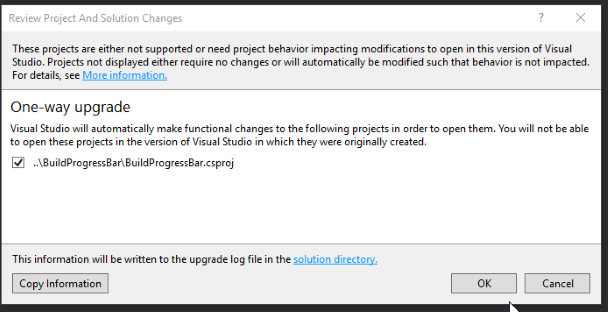 Review Project And Solution Changes
?
These projects are either not supported or need project behavior impacting modifications to open in this version of Visual
Studio. Projects not displayed either require no changes or will automatically be modified such that behavior is not impacted.
For details, see More information.
One-way upgrade
Visual Studio will automatically make functional changes to the following projects in order to open them. You will not be able
to open these projects in the version of Visual Studio in which they were originally created.
..\BuildProgressBar\BuildProgressBar.csproj
This information will be written to the upgrade log file in the solution directory.
Copy Information OK Cancel